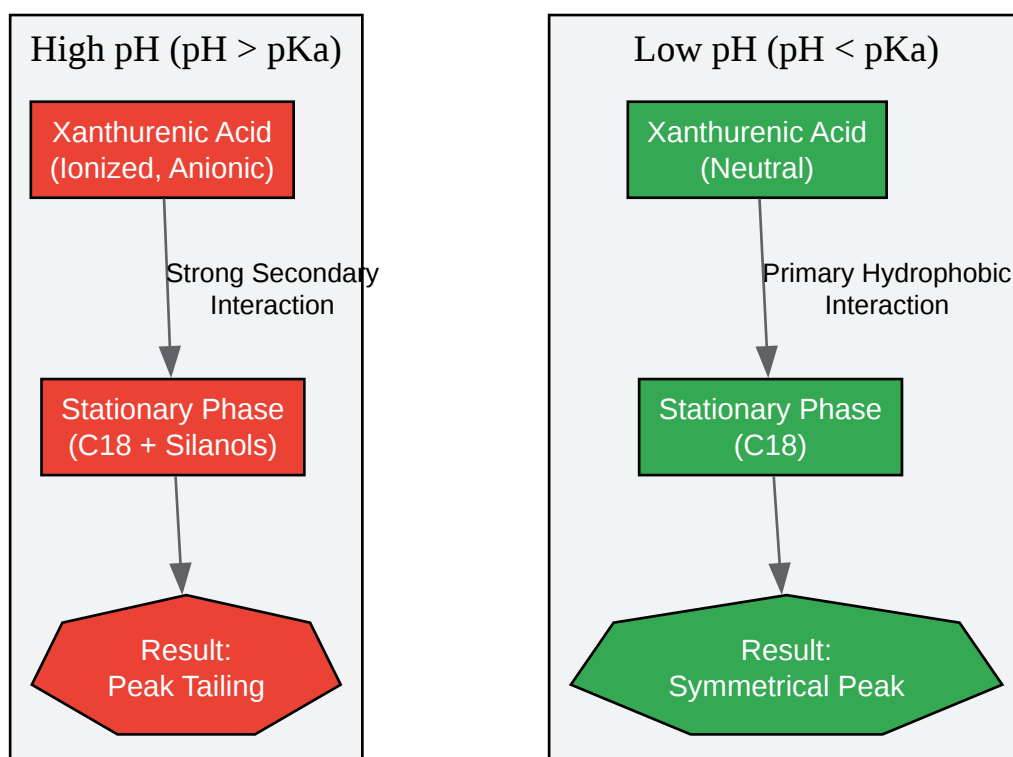 High pH (pH > pKa)
Xanthurenic Acid
(Ionized, Anionic)
Strong Secondary
Interaction
Stationary Phase
(C18 + Silanols)
Result:
Peak Tailing
Low pH (pH < pKa)
Xanthurenic Acid
(Neutral)
Primary Hydrophobic
Interaction
Stationary Phase
(C18)
Result:
Symmetrical Peak